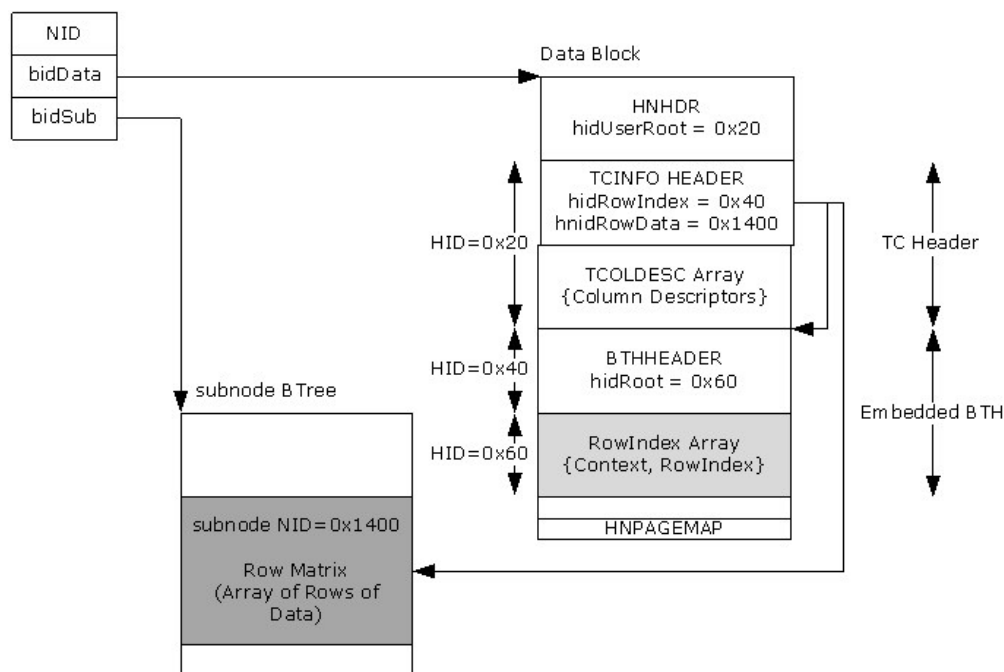 NID
bidData
bidSub
Data Block
HNHDR
hidUserRoot = 0x20
TCINFO HEADER
hidRowIndex = 0x40
hnidRowData = 0x1400
HID=0x20
TC Header
TCOLDESC Array
{Column Descriptors}
HID=0x40
BTHHEADER
hidRoot = 0x60
subnode BTree
Embedded BTH
HID=0x60
RowIndex Array
{Context, RowIndex}
HNPAGEMAP
subnode NID=0x1400
Row Matrix
(Array of Rows of
Data)